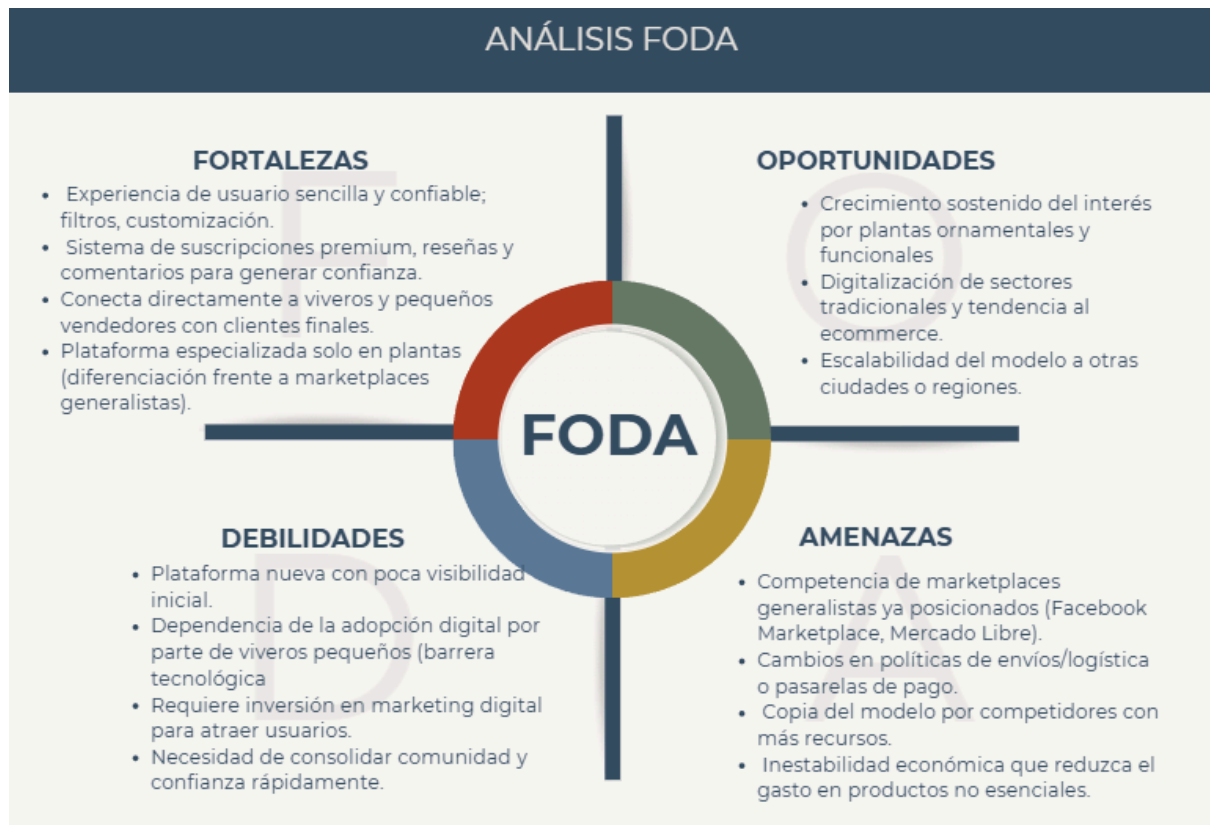 ANÁLISIS FODA
FORTALEZAS
• Experiencia de usuario sencilla y confiable;
filtros, customización.
• Sistema de suscripciones premium, reseñas y
comentarios para generar confianza.
• Conecta directamente a viveros y pequeños
vendedores con clientes finales.
• Plataforma especializada solo en plantas
(diferenciación frente a marketplaces
generalistas).
F
OPORTUNIDADES
• Crecimiento sostenido del interés
por plantas ornamentales y
funcionales
• Digitalización de sectores
tradicionales y tendencia al
ecommerce.
• Escalabilidad del modelo a otras
ciudades o regiones.
O
FODA
DEBILIDADES
• Plataforma nueva con poca visibilidad
inicial.
• Dependencia de la adopción digital por
parte de viveros pequeños (barrera
tecnológica
• Requiere inversión en marketing digital
para atraer usuarios.
• Necesidad de consolidar comunidad y
confianza rápidamente.
D
AMENAZAS
• Competencia de marketplaces
generalistas ya posicionados (Facebook
Marketplace, Mercado Libre).
• Cambios en políticas de envíos/logística
o pasarelas de pago.
• Copia del modelo por competidores con
más recursos.
• Inestabilidad económica que reduzca el
gasto en productos no esenciales.
A